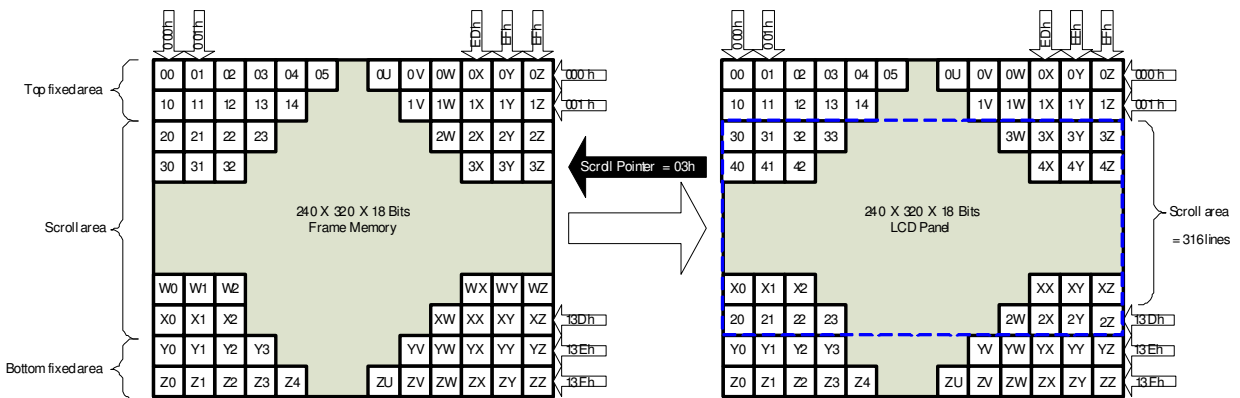 000h 001h EDh EEh EFh
00 01 02 03 04 05 0U 0V 0W 0X 0Y 0Z 000h
Top fixed area
10 11 12 13 14 1V 1W 1X 1Y 1Z 001h
20 21 22 23 2W 2X 2Y 2Z
30 31 32 3X 3Y 3Z
Scroll area
240 X 320 X 18 Bits
Frame Memory
W0 W1 W2 WX WY WZ
X0 X1 X2 XW XX XY XZ 13Dh
Y0 Y1 Y2 Y3 YV YW YX YY YZ 13Eh
Bottom fixed area
Z0 Z1 Z2 Z3 Z4 ZU ZV ZW ZX ZY ZZ 13Fh
Scroll Pointer = 03h
000h 001h EDh EEh EFh
00 01 02 03 04 05 0U 0V 0W 0X 0Y 0Z 000h
10 11 12 13 14 1V 1W 1X 1Y 1Z 001h
30 31 32 33 3W 3X 3Y 3Z
40 41 42 4X 4Y 4Z
240 X 320 X 18 Bits
LCD Panel
Scroll area
= 316 lines
X0 X1 X2 XX XY XZ
20 21 22 23 2W 2X 2Y 2Z 13Dh
Y0 Y1 Y2 Y3 YV YW YX YY YZ 13Eh
Z0 Z1 Z2 Z3 Z4 ZU ZV ZW ZX ZY ZZ 13Fh